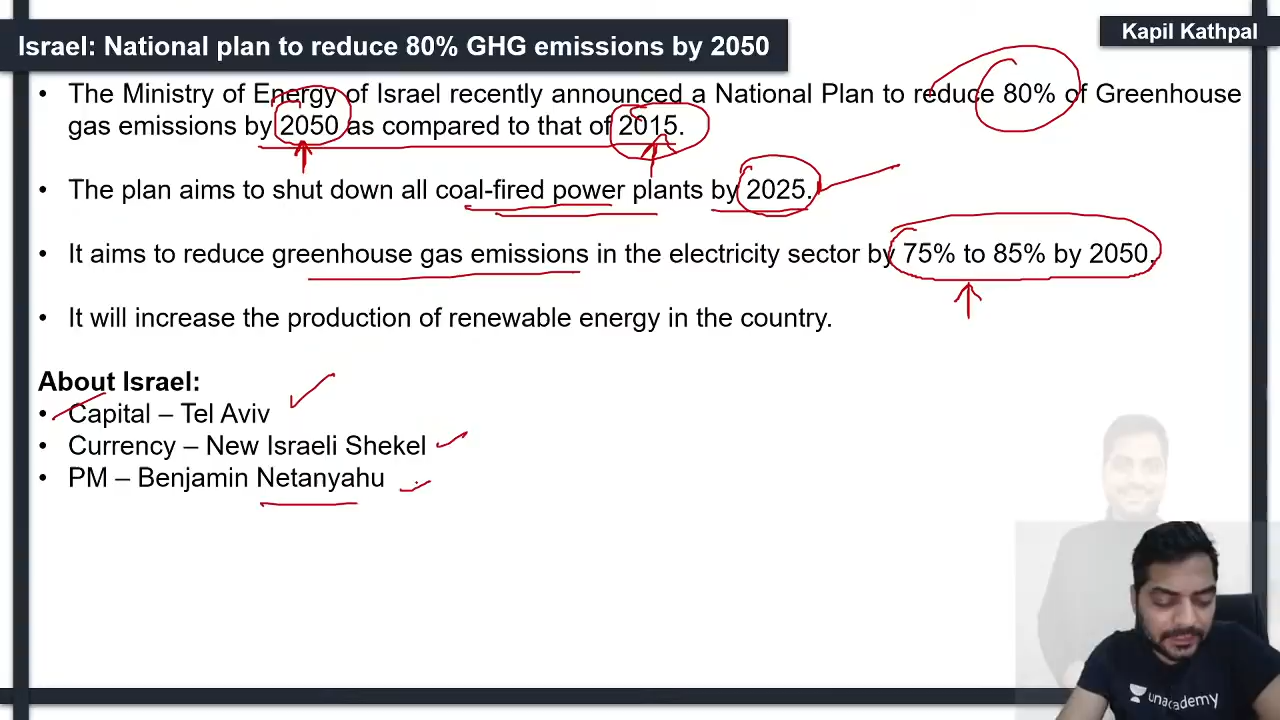 Israel: National plan to reduce 80% GHG emissions by 2050
Kapil Kathpal
• The Ministry of Energy of Israel recently announced a National Plan to reduce 80% of Greenhouse
gas emissions by 2050 as compared to that of 2015.
• The plan aims to shut down all coal-fired power plants by 2025.
• It aims to reduce greenhouse gas emissions in the electricity sector by 75% to 85% by 2050.
• It will increase the production of renewable energy in the country.
About Israel:
• Capital – Tel Aviv
• Currency – New Israeli Shekel
• PM – Benjamin Netanyahu
unacademy